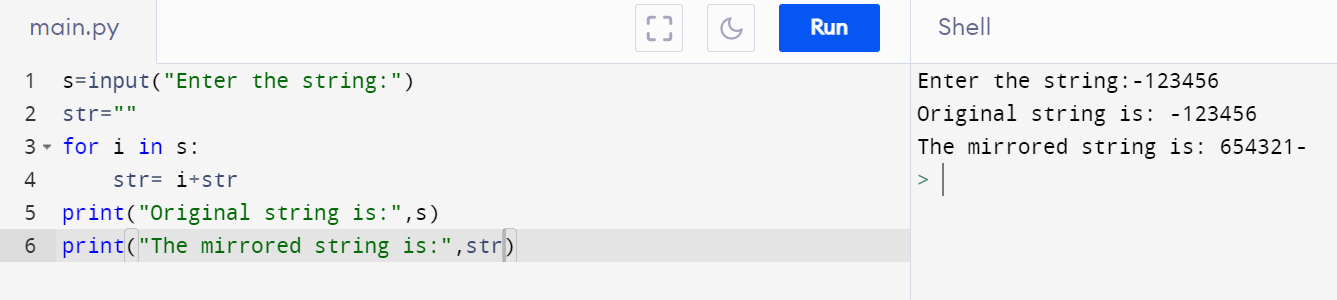 main.py
Run
Shell
1 s=input("Enter the string:")
2 str=""
3 for i in s:
4     str= i+str
5 print("Original string is:",s)
6 print("The mirrored string is:",str)
Enter the string:-123456
Original string is: -123456
The mirrored string is: 654321-
>